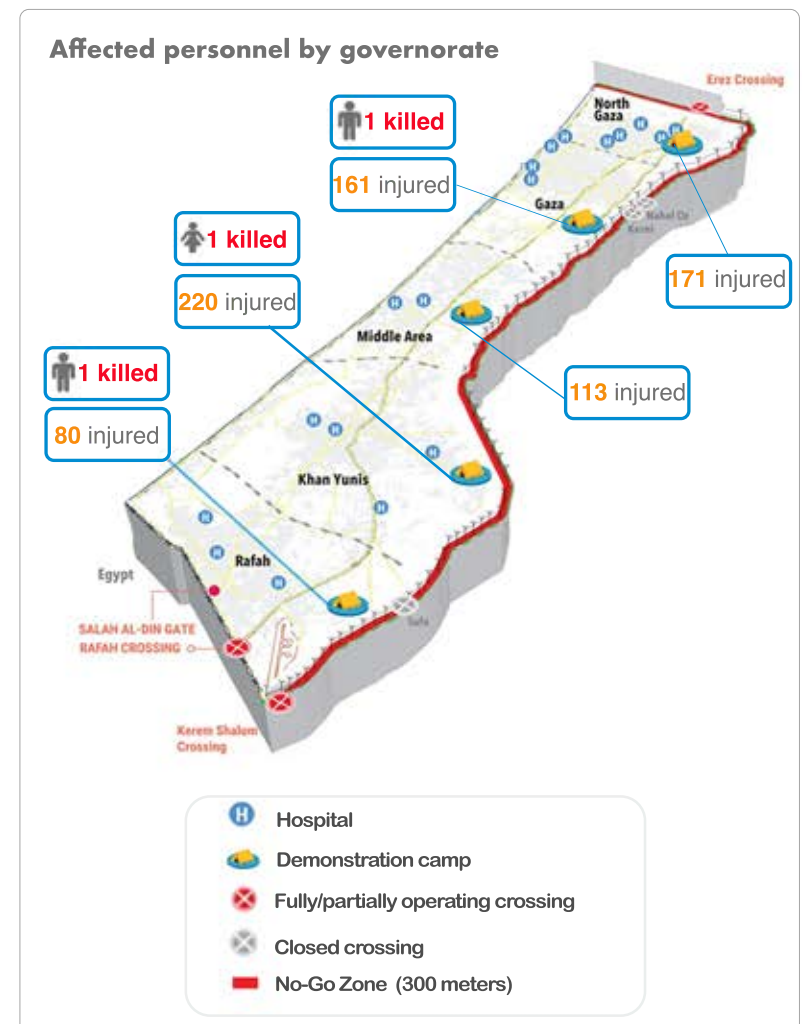 Affected personnel by governorate
Erez Crossing
North
Gaza
1 killed
161 injured
Gaza
Nahal Oz
Karni
1 killed
220 injured
171 injured
Middle Area
1 killed
80 injured
113 injured
Khan Yunis
Rafah
Egypt
SALAH AL-DIN GATE
RAFAH CROSSING
Sufa
Kerem Shalom
Crossing
H Hospital
Demonstration camp
Fully/partially operating crossing
Closed crossing
No-Go Zone (300 meters)